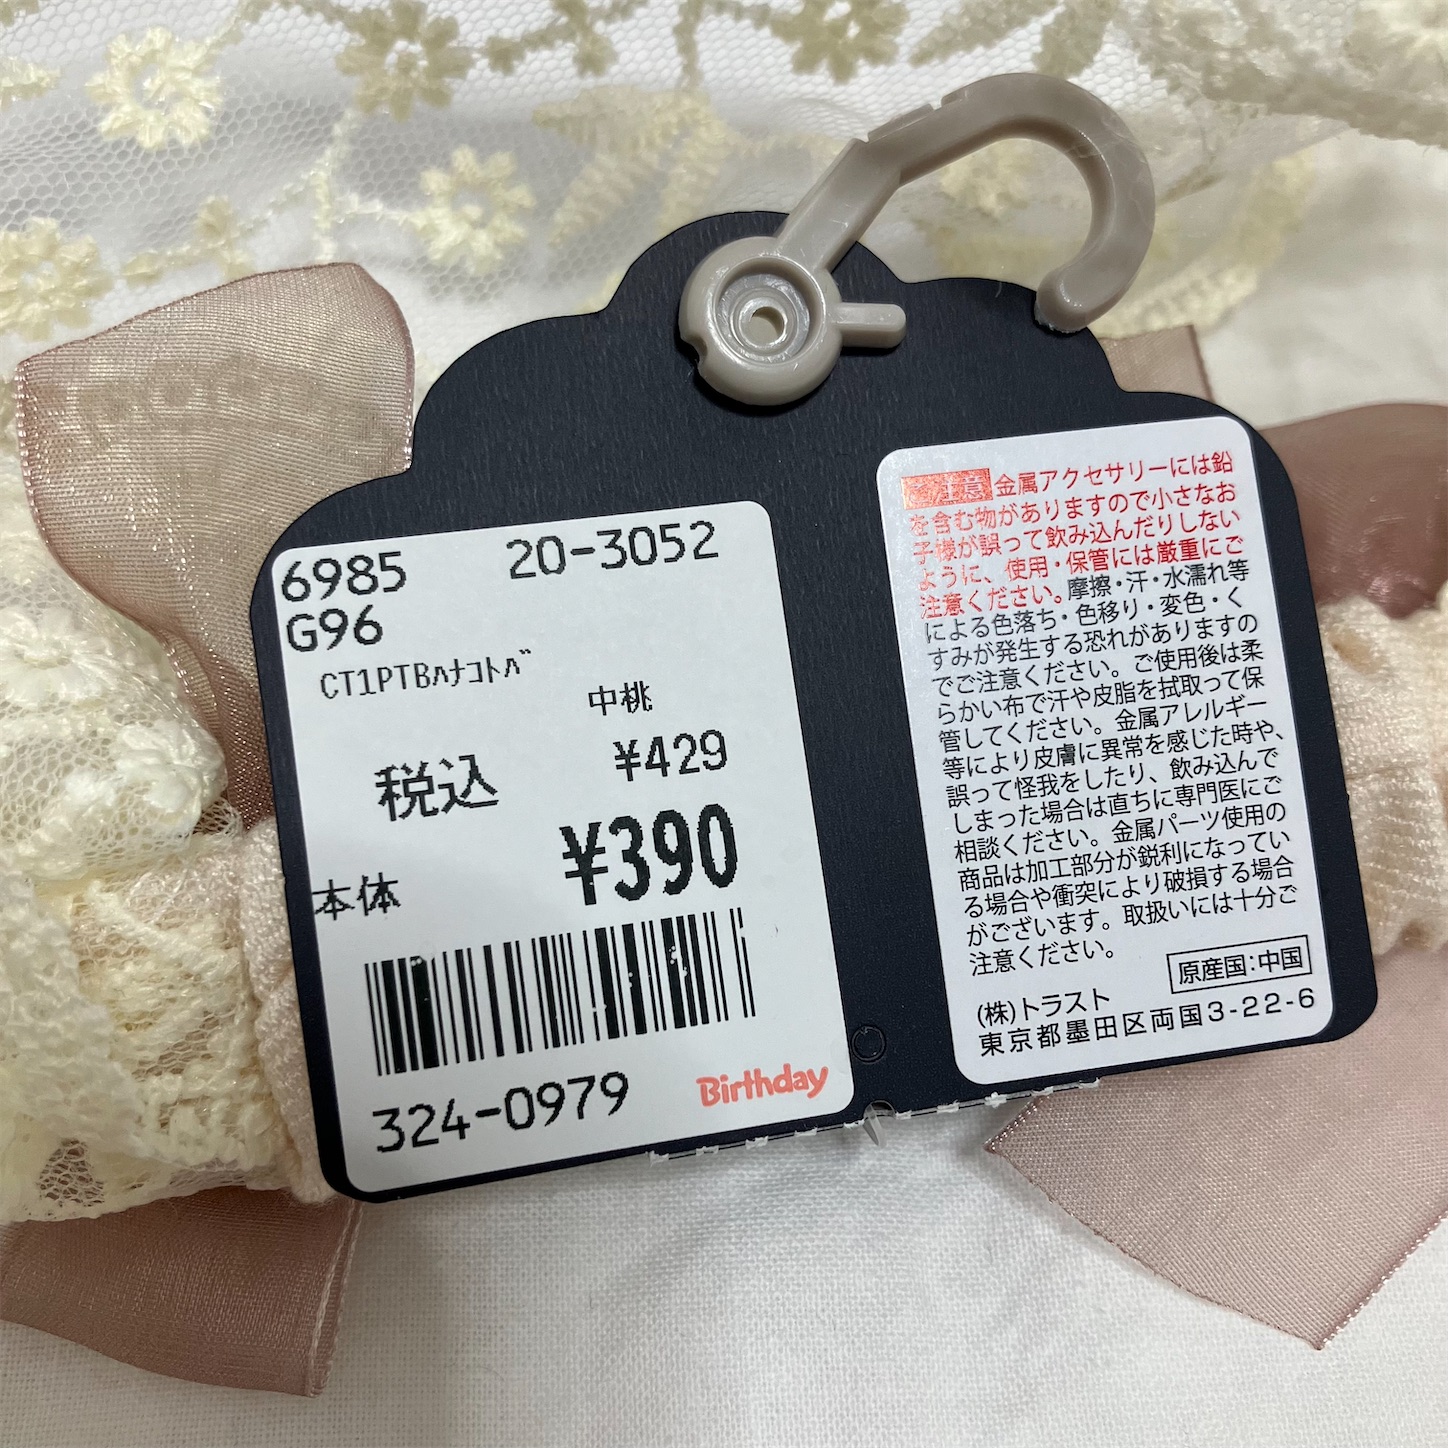 6985 20-3052
G96
CT1PTBﾊﾅコトバ
中桃
税込 ¥429
本体 ¥390
324-0979 Birthday
ご注意 金属アクセサリーには鉛
を含む物がありますので小さなお
子様が誤って飲み込んだりしない
ように、使用・保管には厳重にご
注意ください。摩擦・汗・水濡れ等
による色落ち・色移り・変色・く
すみが発生する恐れがありますの
でご注意ください。ご使用後は柔
らかい布で汗や皮脂を拭取って保
管してください。金属アレルギー
等により皮膚に異常を感じた時や、
誤って怪我をしたり、飲み込んで
しまった場合は直ちに専門医にご
相談ください。金属パーツ使用の
商品は加工部分が鋭利になってい
る場合や衝突により破損する場合
がございます。取扱いには十分ご
注意ください。
原産国:中国
(株)トラスト
東京都墨田区両国3-22-6